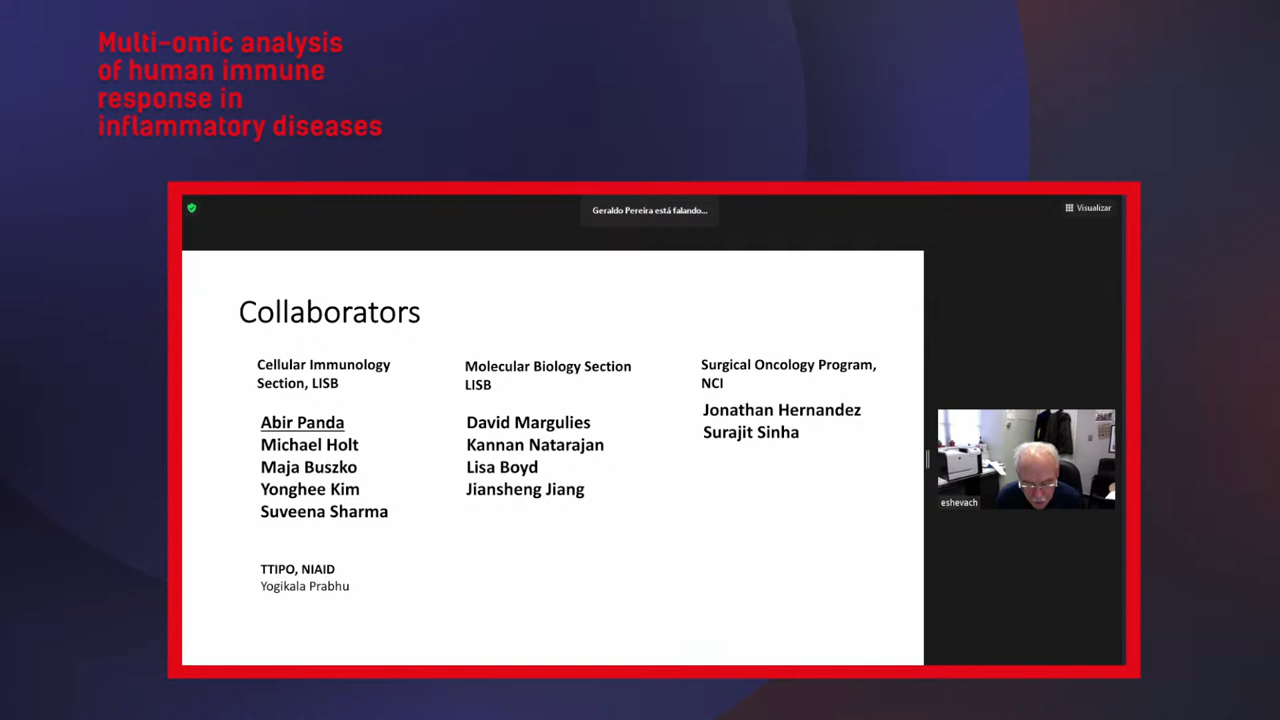 Multi-omic analysis
of human immune
response in
inflammatory diseases
Geraldo Pereira está falando...
Visualizar
Collaborators
Cellular Immunology
Section, LISB
Abir Panda
Michael Holt
Maja Buszko
Yonghee Kim
Suveena Sharma
TTIPO, NIAID
Yogikala Prabhu
Molecular Biology Section
LISB
David Margulies
Kannan Natarajan
Lisa Boyd
Jiansheng Jiang
Surgical Oncology Program,
NCI
Jonathan Hernandez
Surajit Sinha
eshevach